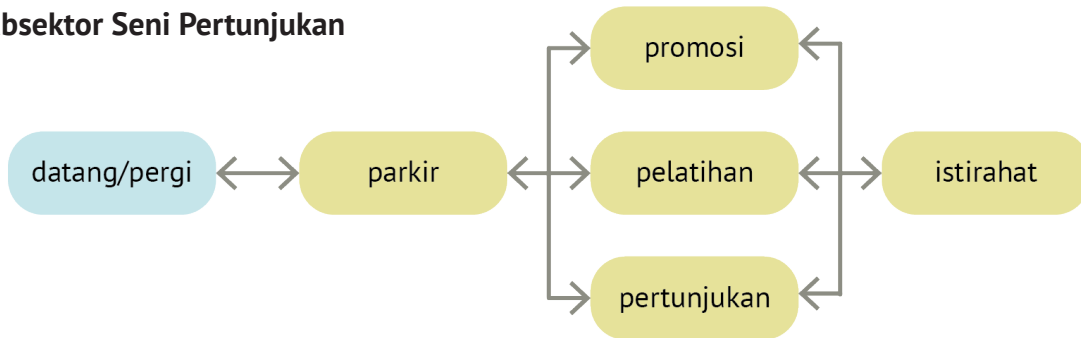 bsektor Seni Pertunjukan
promosi
datang/pergi
parkir
pelatihan
istirahat
pertunjukan